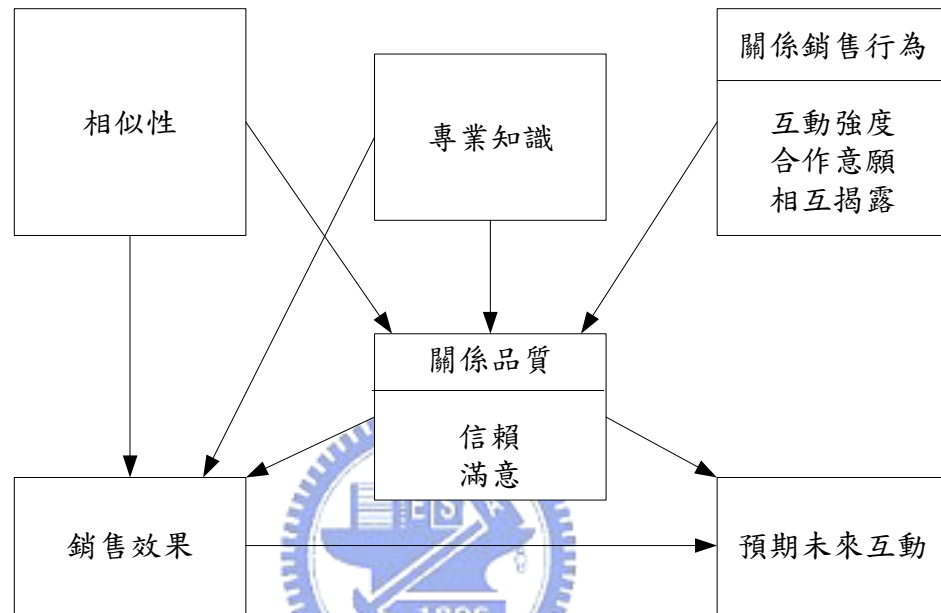 相似性
專業知識
關係銷售行為
互動強度
合作意願
相互揭露
關係品質
信賴
滿意
銷售效果
預期未來互動
ES
1896